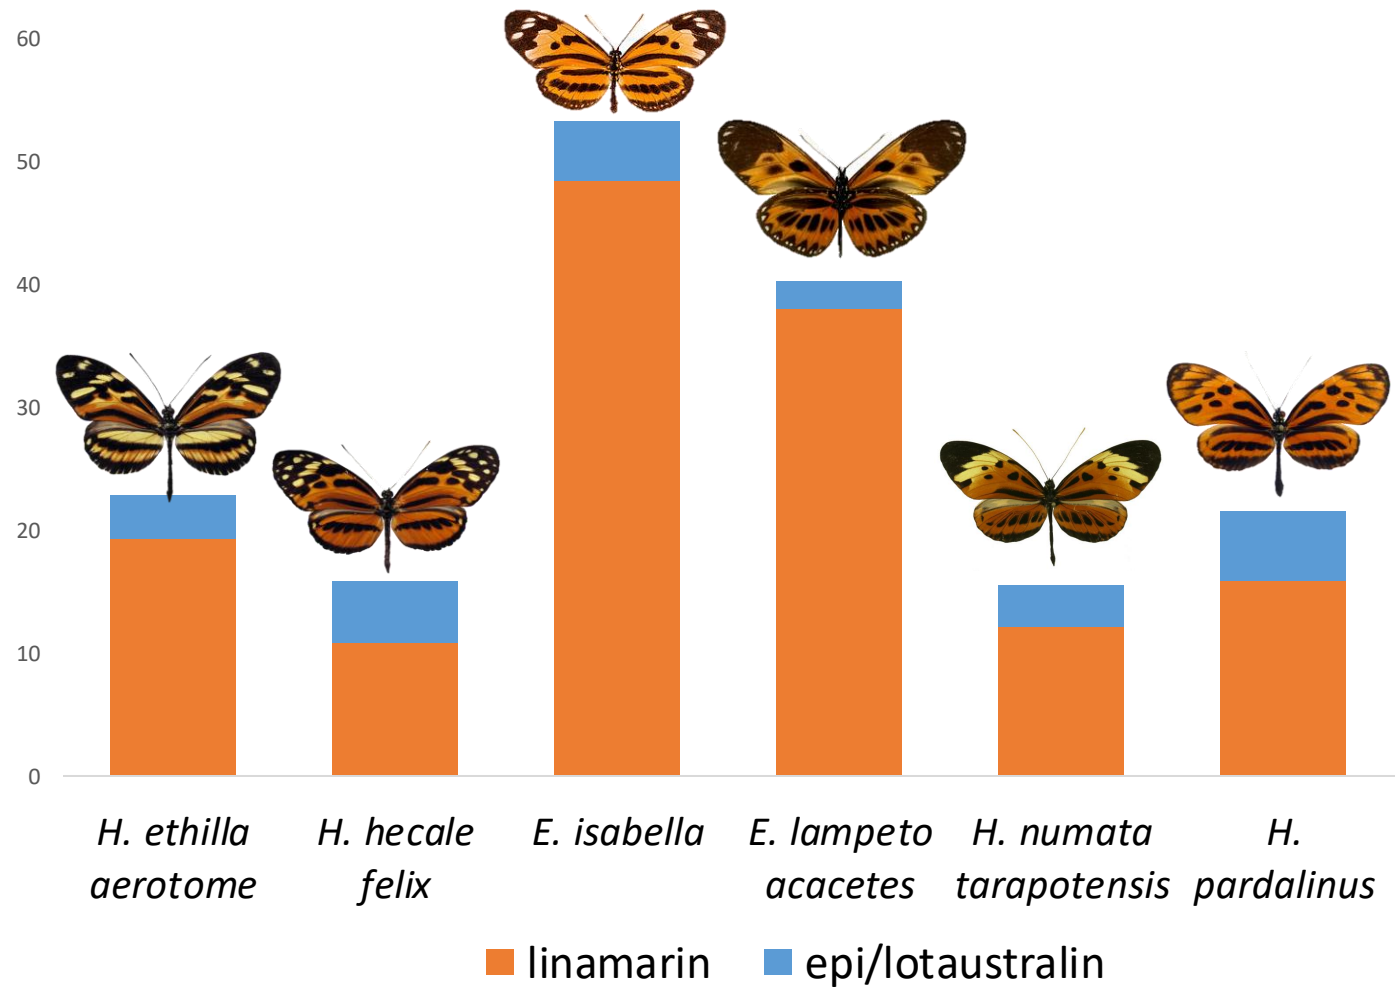 60
50
40
30
20
10
0
H. ethilla aerotome
H. hecale felix
E. isabella
E. lampeto acacetes
H. numata tarapotensis
H. pardalinus
linamarin
epi/lotaustralin